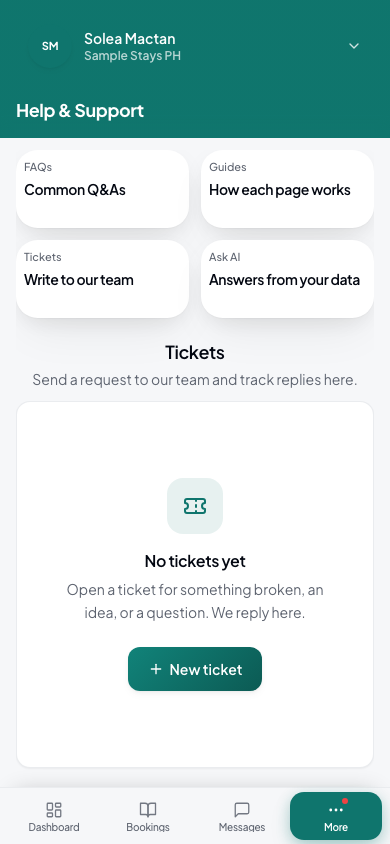 SM
Solea Mactan
Sample Stays PH
Help & Support
FAQs
Common Q&As
Guides
How each page works
Tickets
Write to our team
Ask AI
Answers from your data
Tickets
Send a request to our team and track replies here.
No tickets yet
Open a ticket for something broken, an
idea, or a question. We reply here.
+ New ticket
Dashboard
Bookings
Messages
More